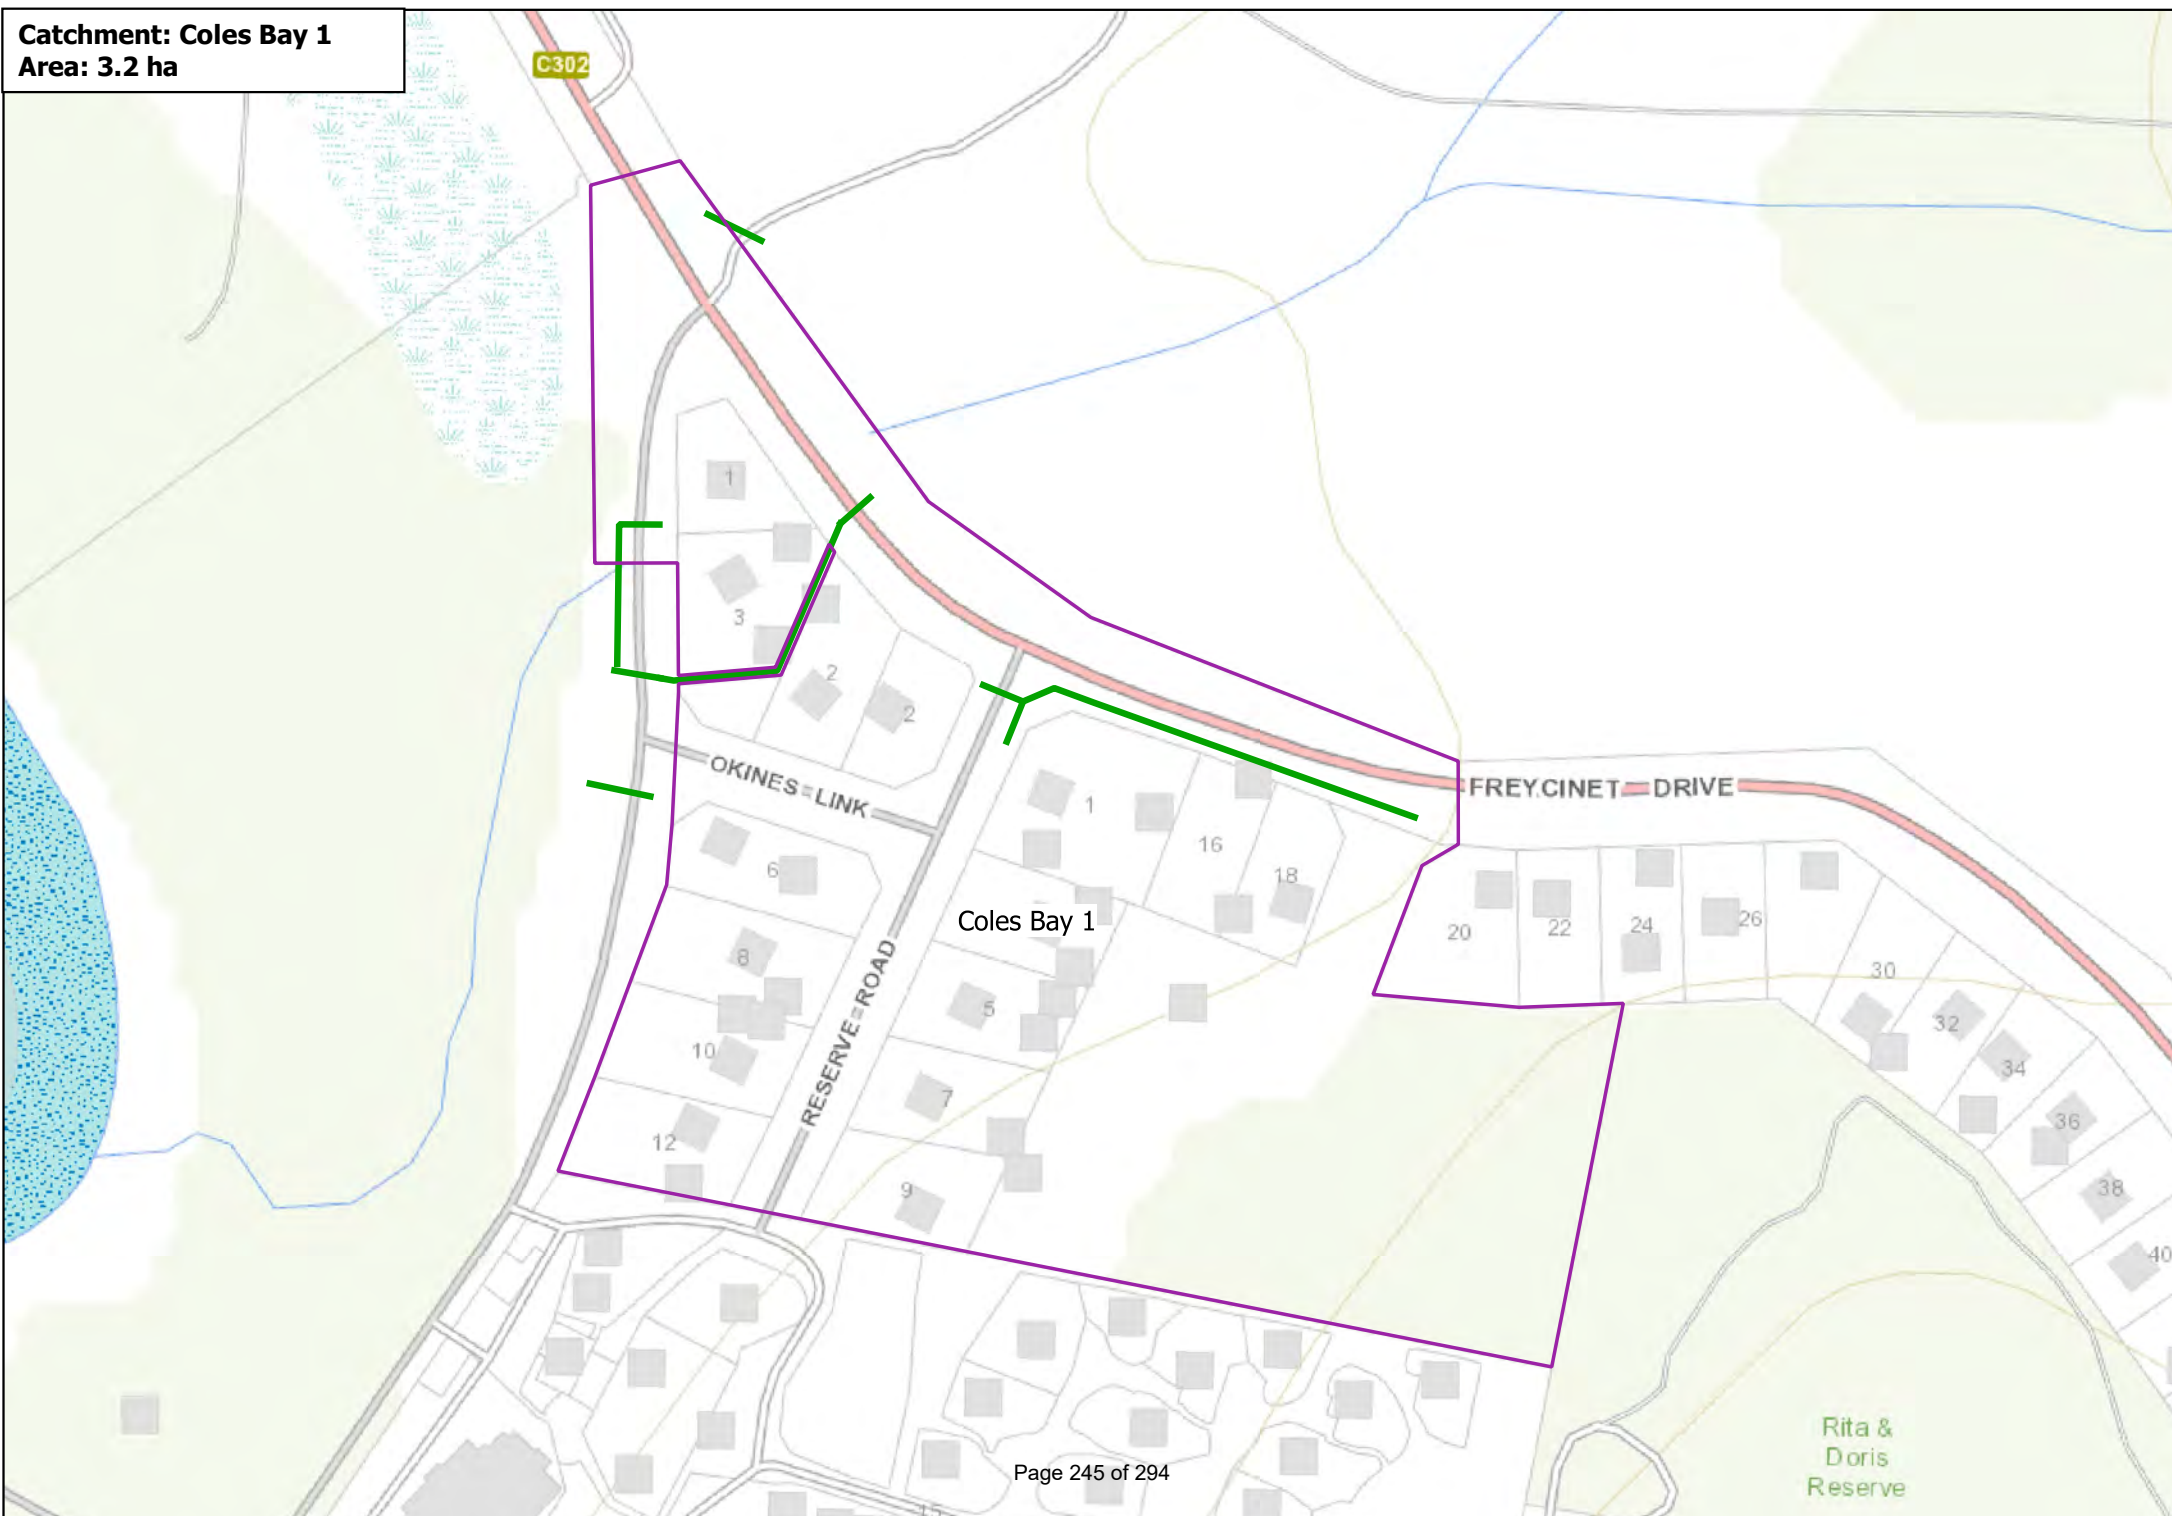 Catchment: Coles Bay 1
Area: 3.2 ha
C302
1
3
2
2
OKINES LINK
FREYCINET DRIVE
1
16
18
6
Coles Bay 1
20
22
24
26
8
30
5
32
RESERVE ROAD
10
34
7
36
12
9
38
40
Rita &
Doris
Reserve
Page 245 of 294
15